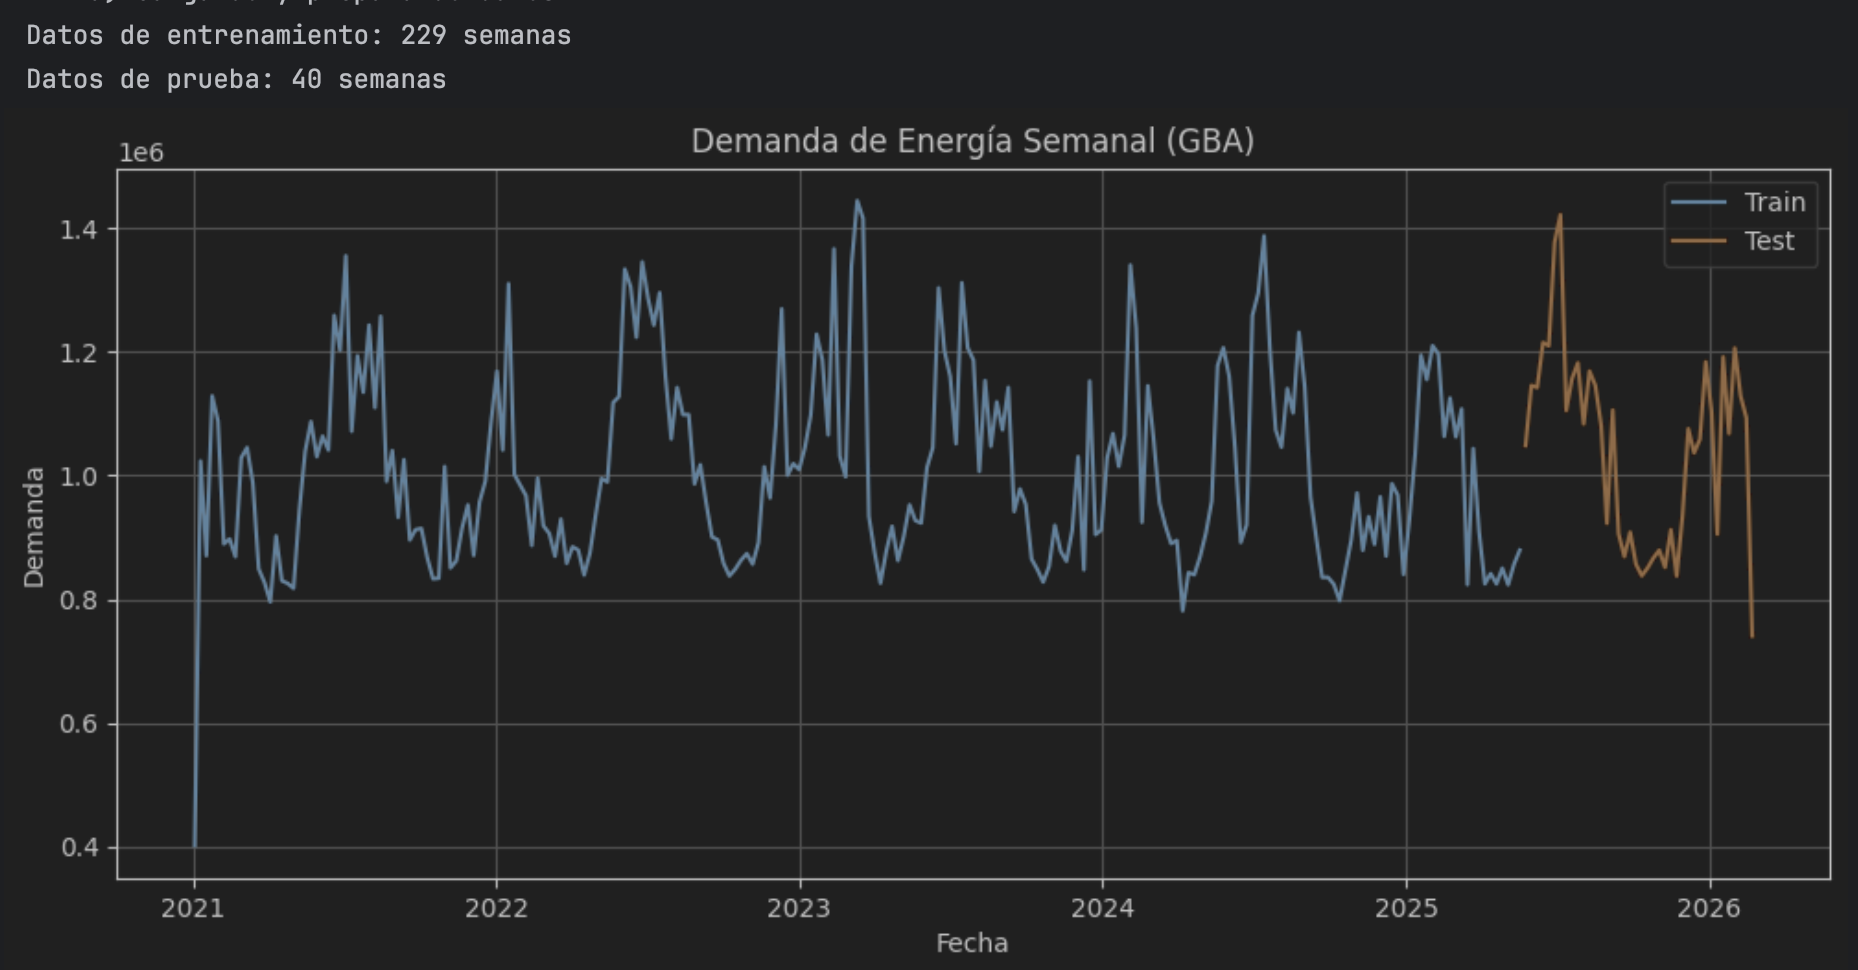 Datos de entrenamiento: 229 semanas
Datos de prueba: 40 semanas
Demanda de Energía Semanal (GBA)
1e6
Train
Test
1.4
1.2
1.0
0.8
0.6
0.4
Demanda
2021 2022 2023 2024 2025 2026
Fecha